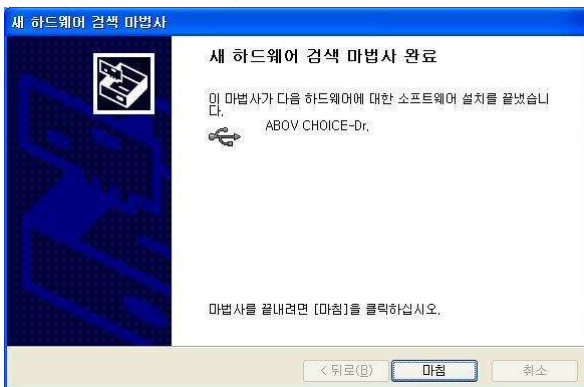 새 하드웨어 검색 마법사
새 하드웨어 검색 마법사 완료
이 마법사가 다음 하드웨어에 대한 소프트웨어 설치를 끝냈습니
다.
ABOV CHOICE-Dr.
마법사를 끝내려면 [마침]을 클릭하십시오.
< 뒤로(B) 마침 취소